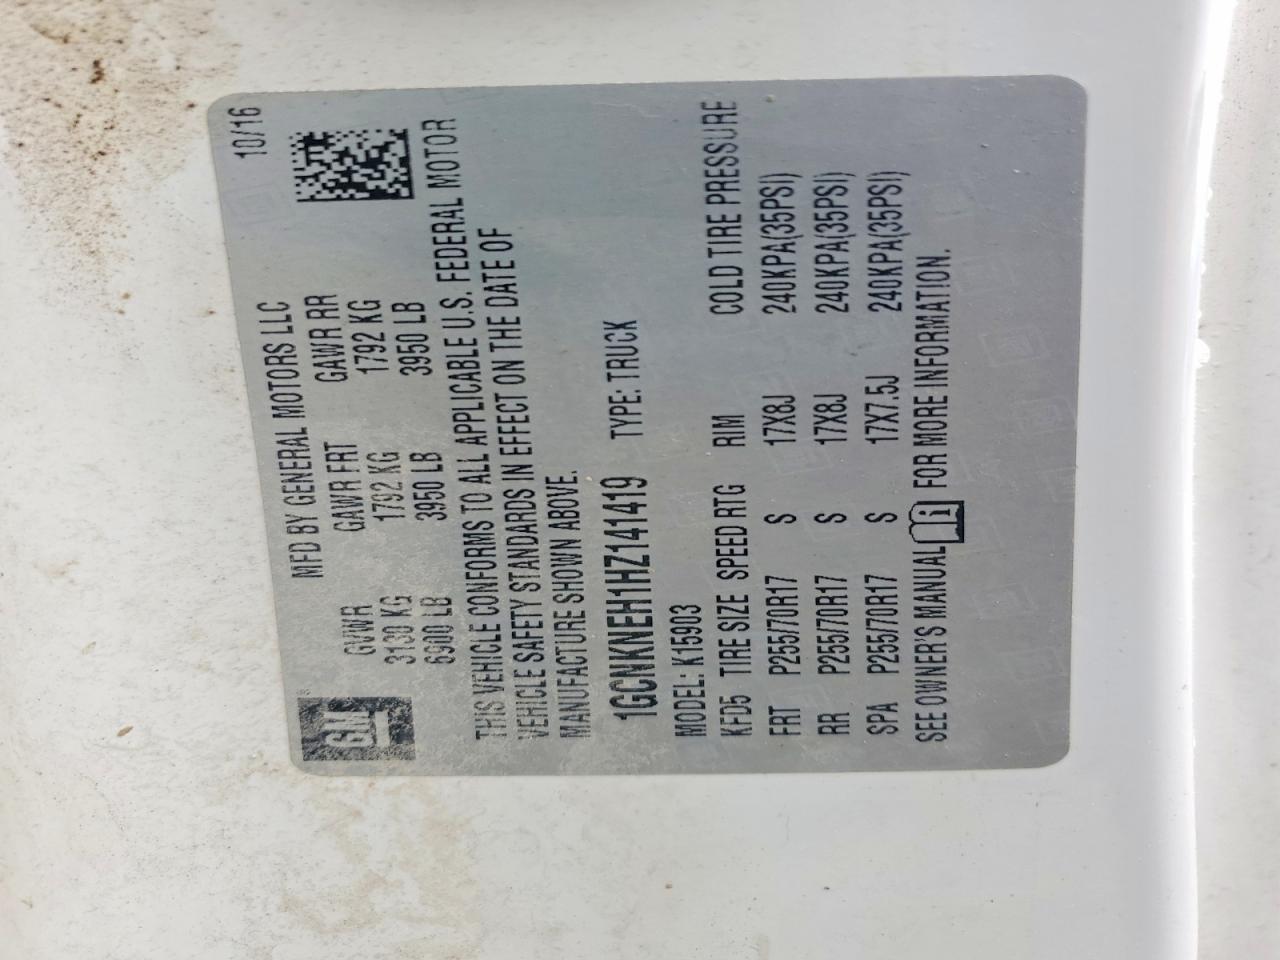 10/16
MFD BY GENERAL MOTORS LLC
GM
GVWR GAWR FRT GAWR RR
3130 KG 1792 KG 1792 KG
6900 LB 3950 LB 3950 LB
THIS VEHICLE CONFORMS TO ALL APPLICABLE U.S. FEDERAL MOTOR
VEHICLE SAFETY STANDARDS IN EFFECT ON THE DATE OF
MANUFACTURE SHOWN ABOVE.
1GCNKNEH1HZ141419 TYPE: TRUCK
MODEL: K15903
KFD5 TIRE SIZE SPEED RTG RIM COLD TIRE PRESSURE
FRT P255/70R17 S 17X8J 240KPA(35PSI)
RR P255/70R17 S 17X8J 240KPA(35PSI)
SPA P255/70R17 S 17X7.5J 240KPA(35PSI)
SEE OWNER'S MANUAL FOR MORE INFORMATION.